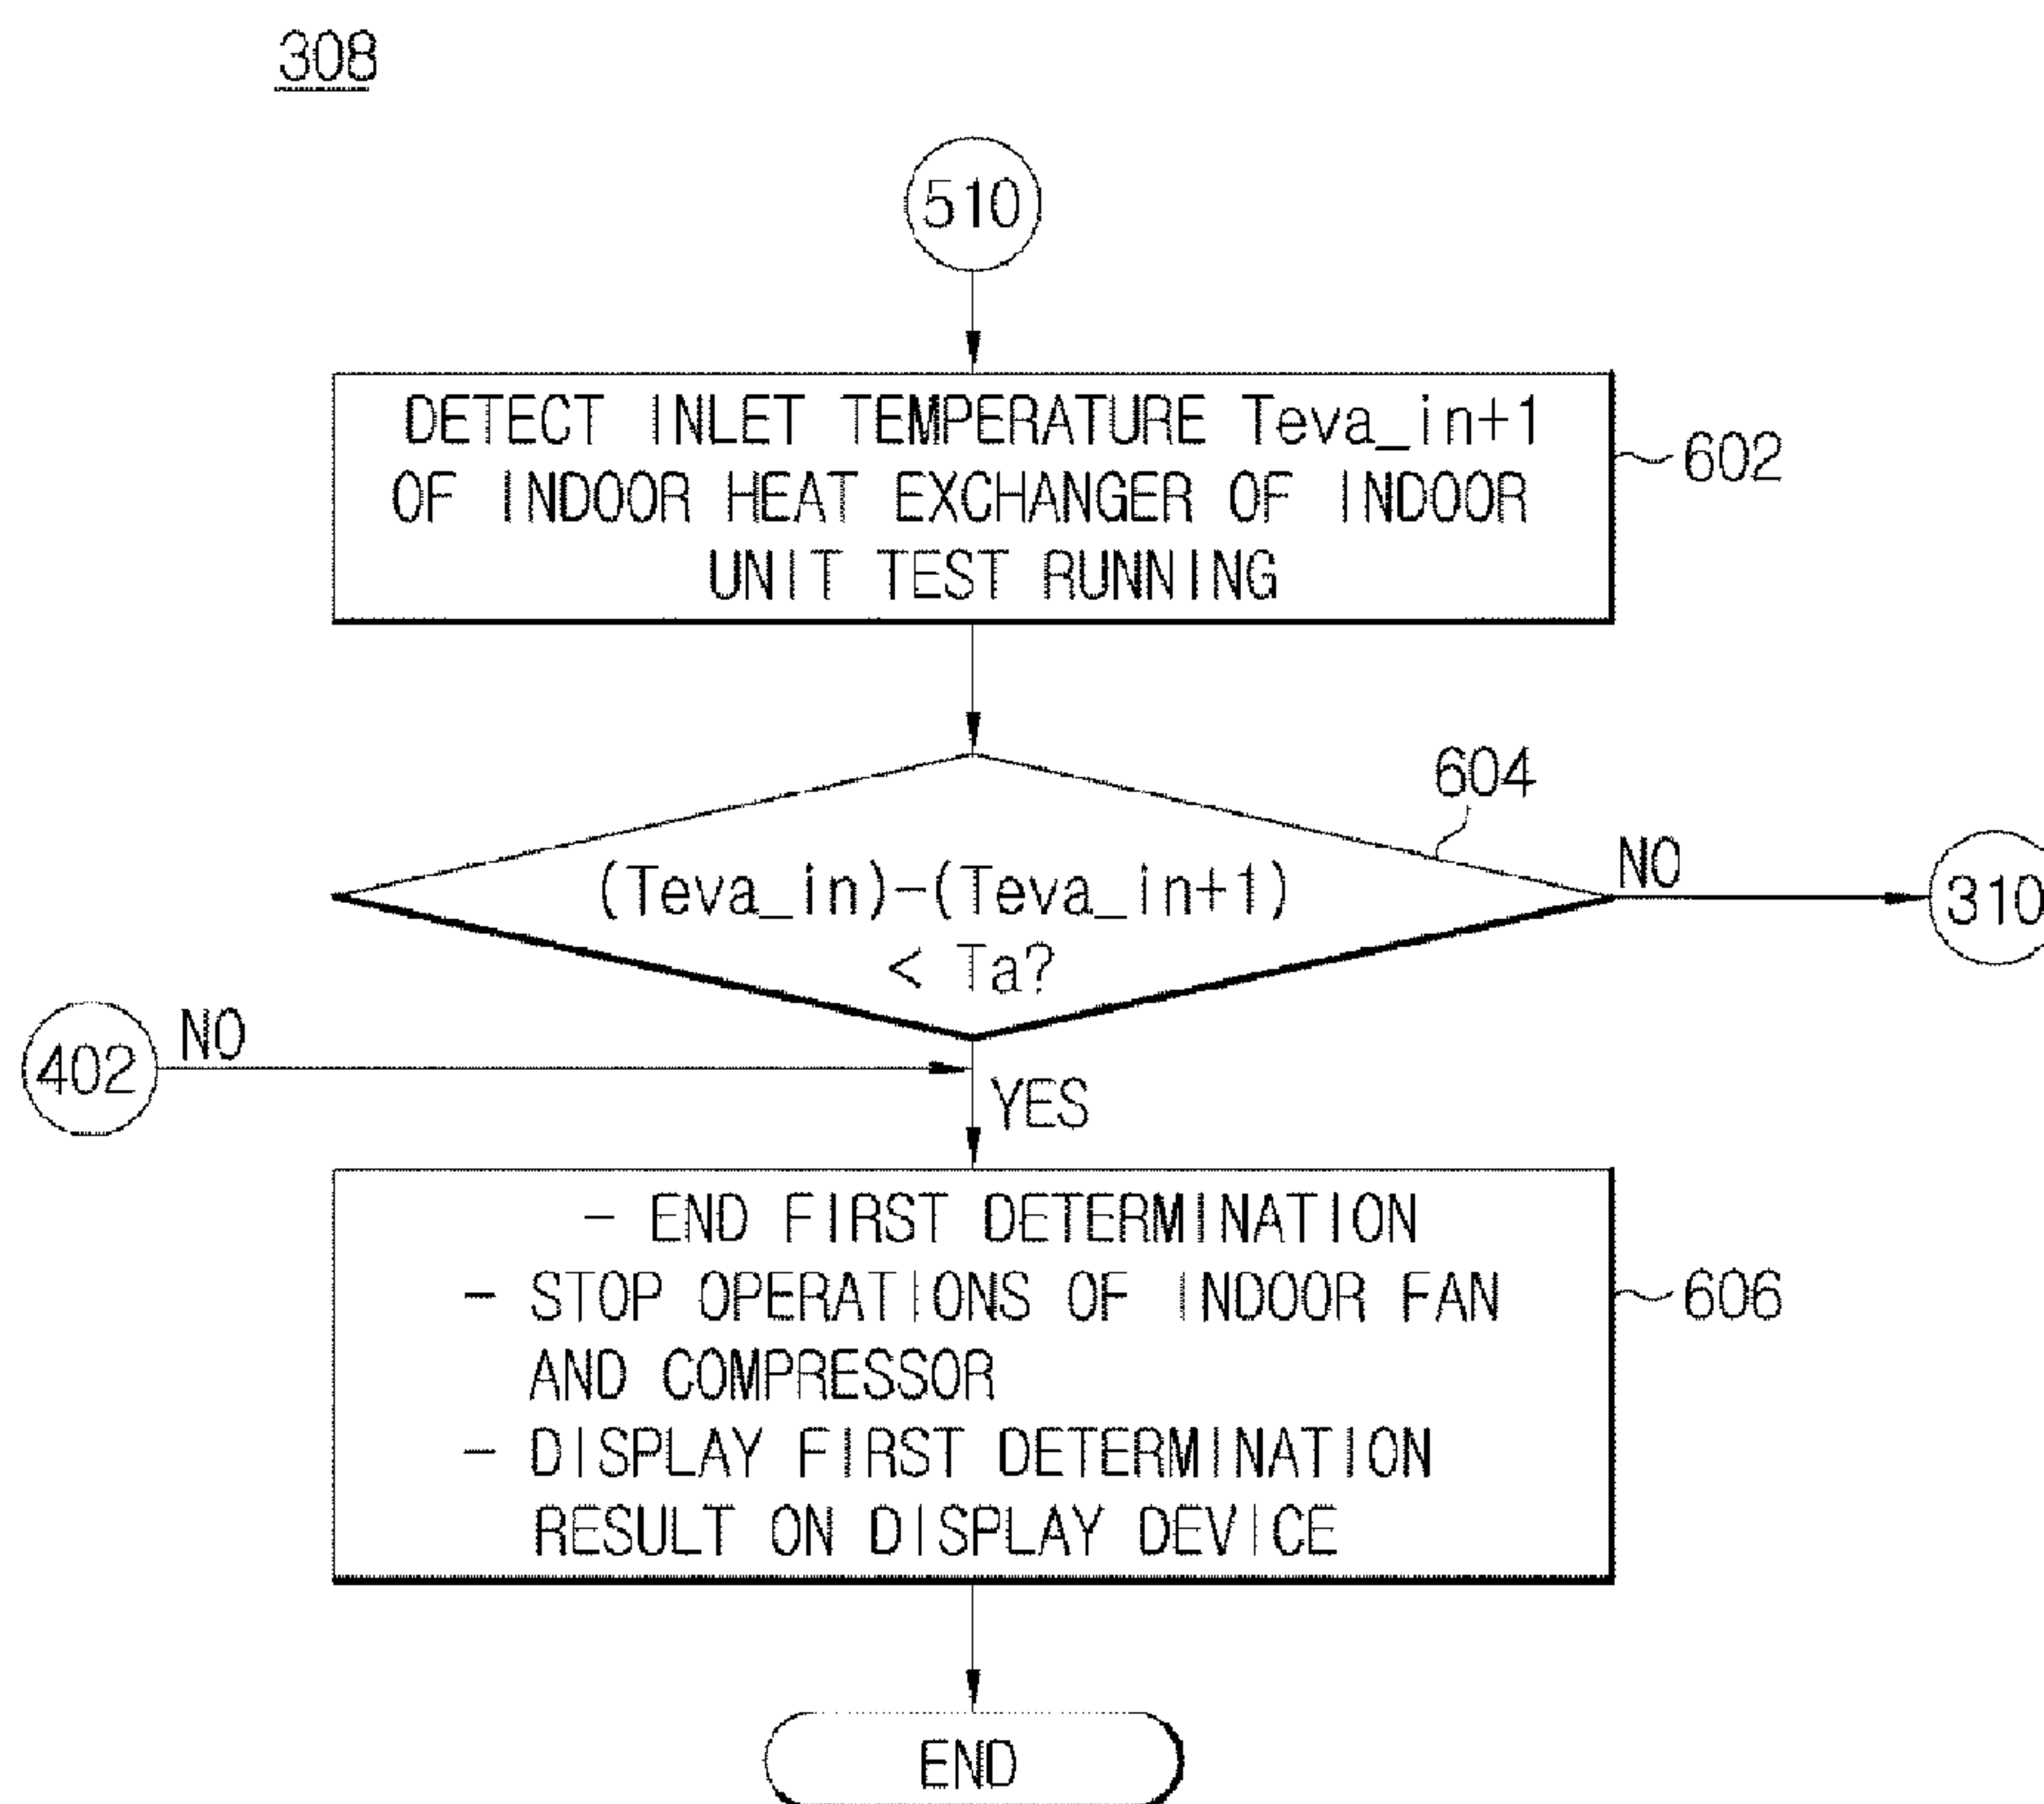 308
510
DETECT INLET TEMPERATURE Teva_in+1
OF INDOOR HEAT EXCHANGER OF INDOOR
UNIT TEST RUNNING
602
604
(Teva_in)-(Teva_in+1)
< Ta?
NO
310
402
NO
YES
- END FIRST DETERMINATION
- STOP OPERATIONS OF INDOOR FAN
AND COMPRESSOR
- DISPLAY FIRST DETERMINATION
RESULT ON DISPLAY DEVICE
606
END